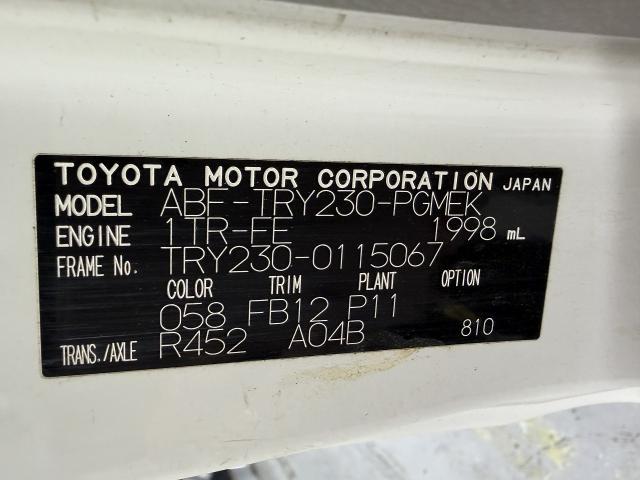 TOYOTA MOTOR CORPORATION JAPAN
MODEL ABF-TRY230-PGMEK
ENGINE 1TR-FE 1998 mL
FRAME No. TRY230-0115067
COLOR TRIM PLANT OPTION
058 FB12 P11
TRANS./AXLE R452 A04B 810